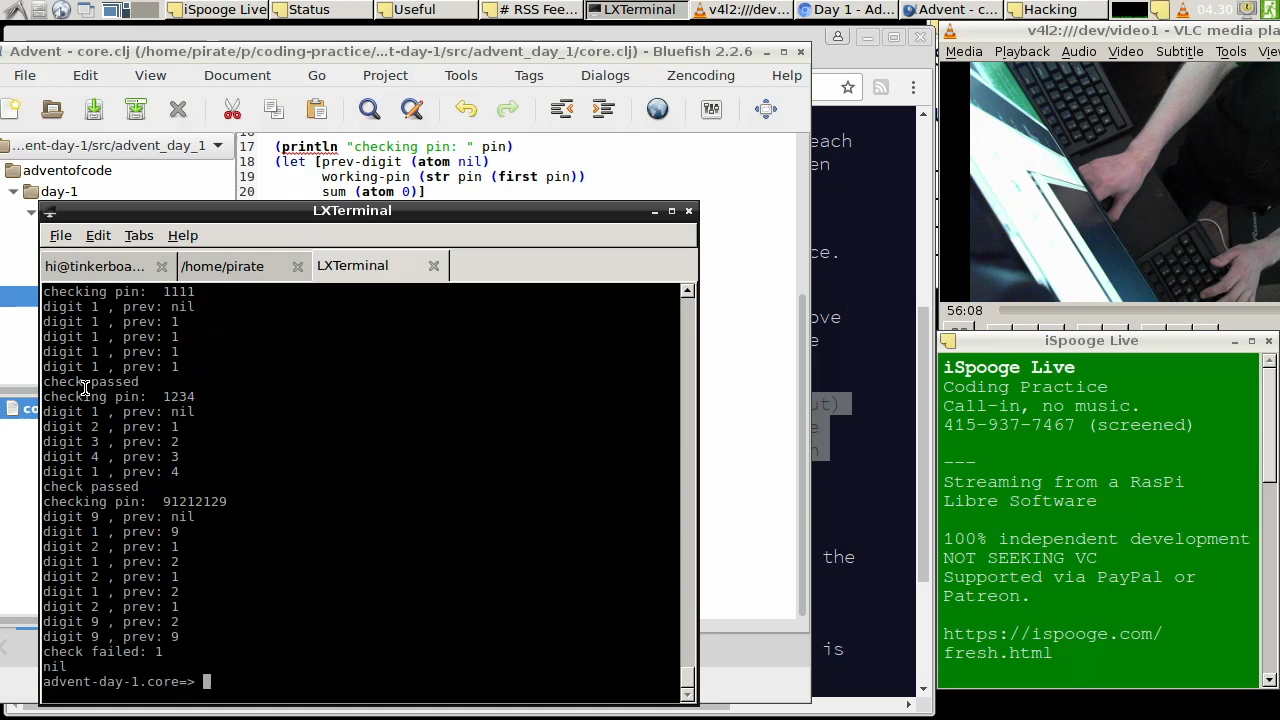 iSpooge Live
Status
Useful
# RSS Fee...
LXTerminal
v4l2:///dev...
Day 1 - Ad...
Advent - c...
Hacking
04.30
Advent - core.clj (/home/pirate/p/coding-practice/...t-day-1/src/advent_day_1/core.clj) - Bluefish 2.2.6
v4l2:///dev/video1 - VLC media pla
File Edit View Document Go Project Tools Tags Dialogs Zencoding Help
Media Playback Audio Video Subtitle Tools Vie
...ent-day-1/src/advent_day_1
adventofcode
day-1
17 (println "checking pin: " pin)
18 (let [prev-digit (atom nil)
19 working-pin (str pin (first pin))
20 sum (atom 0)]
each
en
ce.
ove
e
ut)
e
n
the
is
co
LXTerminal
File Edit Tabs Help
hi@tinkerboa...
/home/pirate
LXTerminal
checking pin:  1111
digit 1 , prev: nil
digit 1 , prev: 1
digit 1 , prev: 1
digit 1 , prev: 1
digit 1 , prev: 1
check passed
checking pin:  1234
digit 1 , prev: nil
digit 2 , prev: 1
digit 3 , prev: 2
digit 4 , prev: 3
digit 1 , prev: 4
check passed
checking pin:  91212129
digit 9 , prev: nil
digit 1 , prev: 9
digit 2 , prev: 1
digit 1 , prev: 2
digit 2 , prev: 1
digit 1 , prev: 2
digit 2 , prev: 1
digit 9 , prev: 2
digit 9 , prev: 9
check failed: 1
nil
advent-day-1.core=>
56:08
iSpooge Live
iSpooge Live
Coding Practice
Call-in, no music.
415-937-7467 (screened)
---
Streaming from a RasPi
Libre Software
100% independent development
NOT SEEKING VC
Supported via PayPal or
Patreon.
https://ispooge.com/
fresh.html